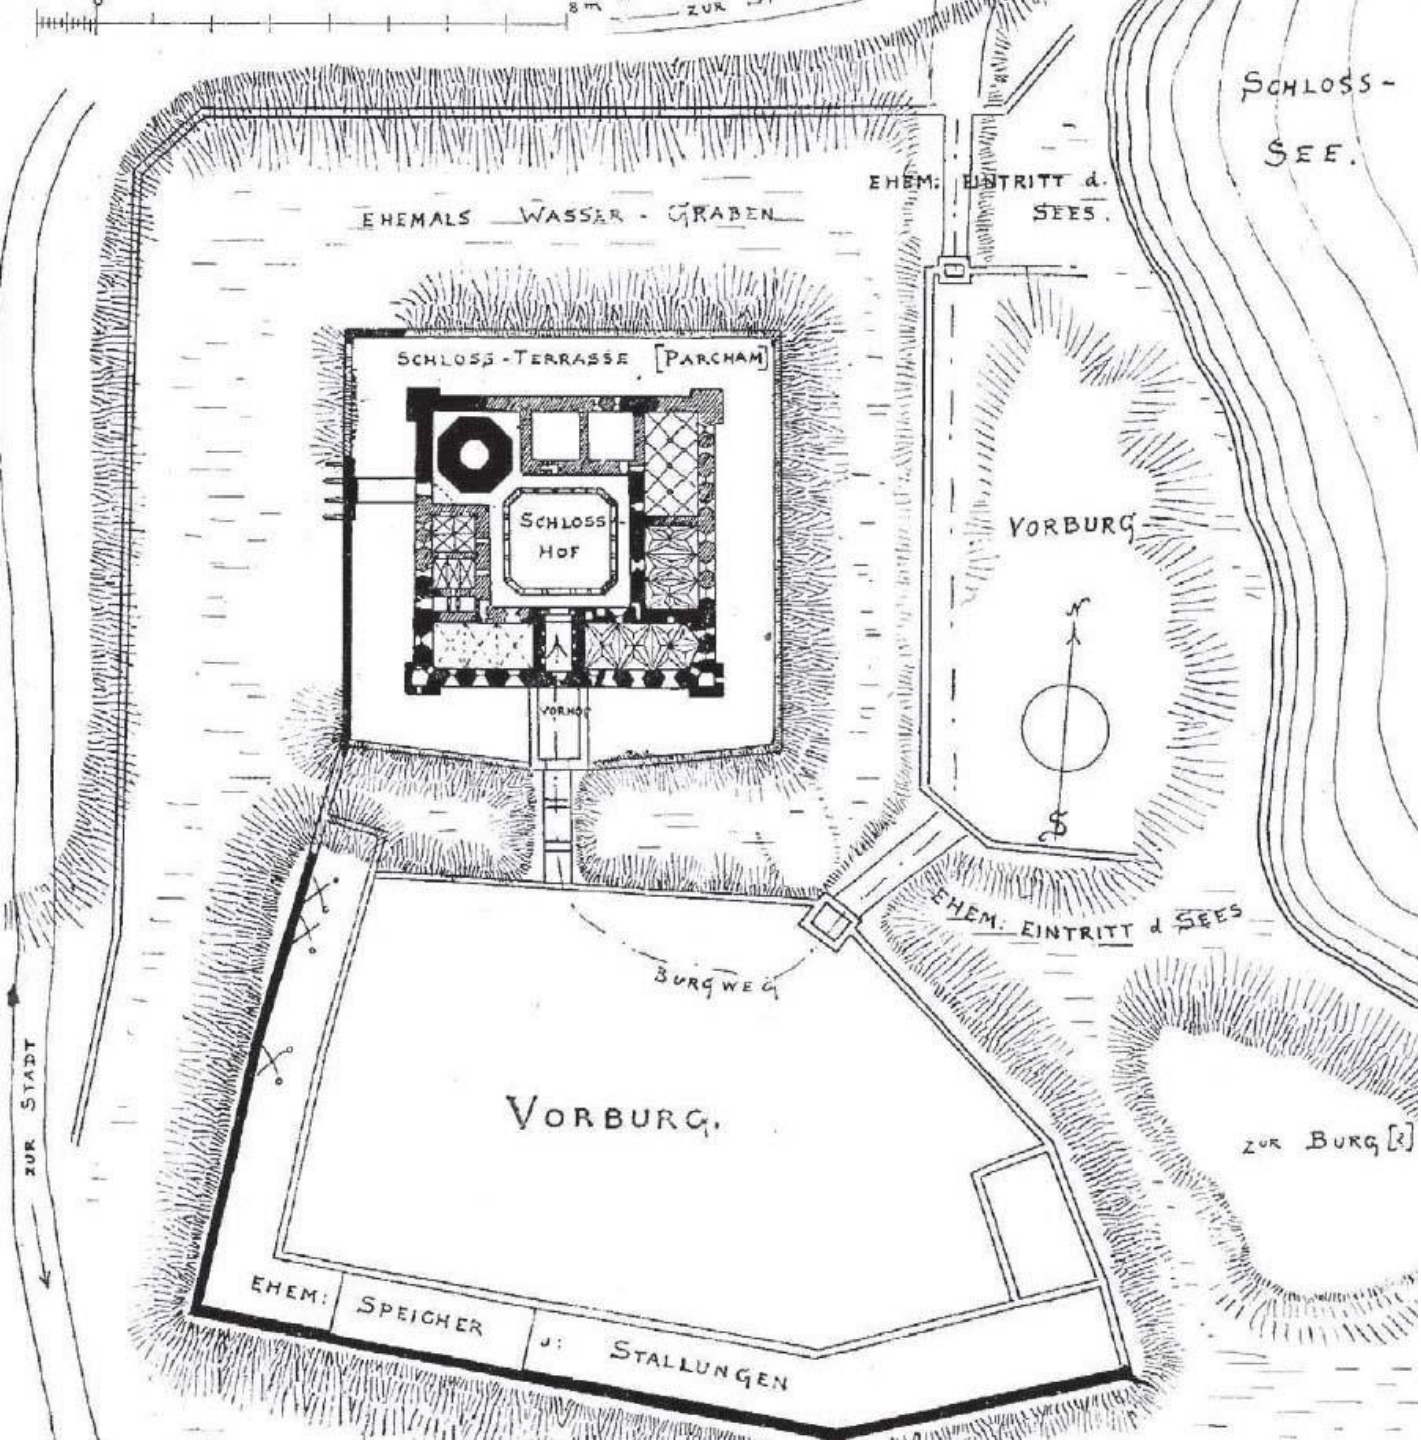 8 m
ZUR
SCHLOSS-
SEE.
EHEM: EINTRITT d.
SEES.
EHEMALS WASSER-GRABEN
SCHLOSS-TERRASSE [PARCHAM]
SCHLOSS-
HOF
VORBURG
N
VORHOF
S
EHEM: EINTRITT d SEES
BURGWEG
ZUR STADT
VORBURG.
ZUR BURG [?]
EHEM: SPEICHER u: STALLUNGEN